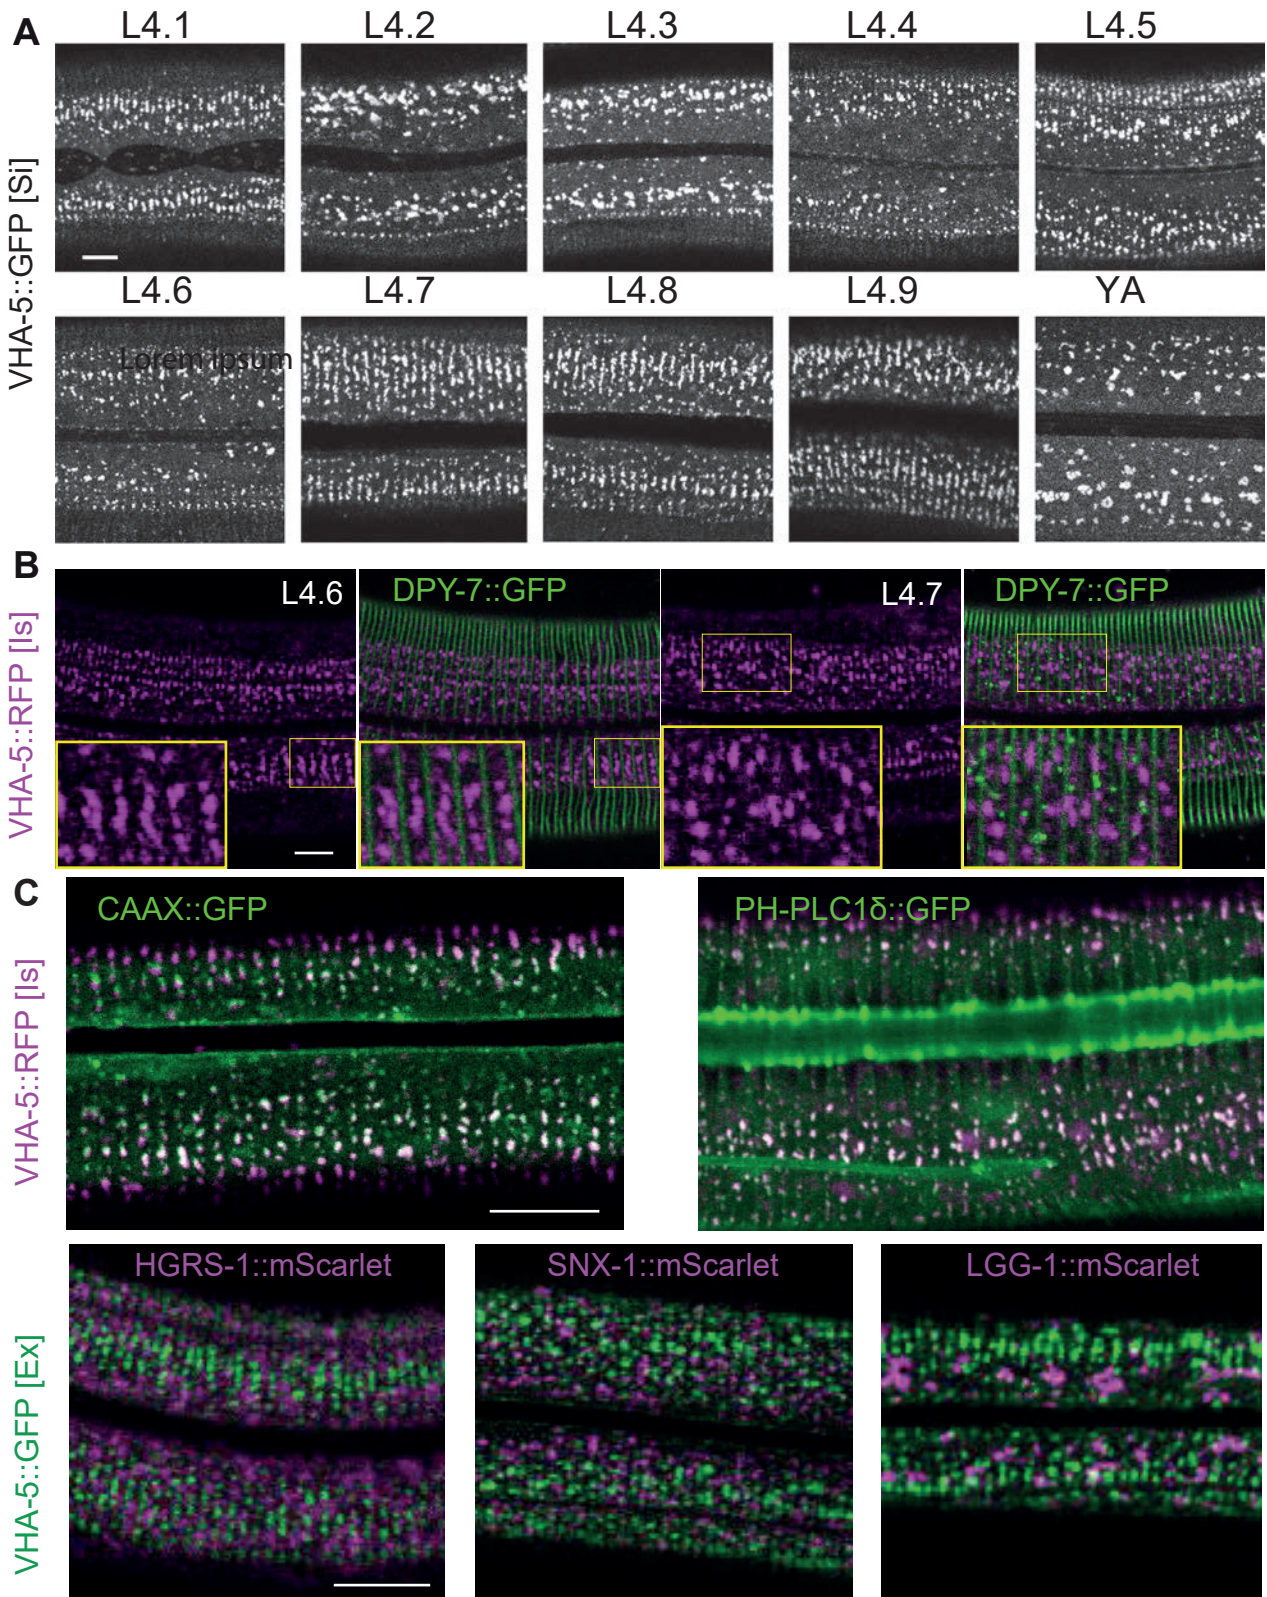 A
L4.1
L4.2
L4.3
L4.4
L4.5
VHA-5::GFP [Si]
L4.6
L4.7
L4.8
L4.9
YA
Lorem ipsum
B
VHA-5::RFP [Is]
L4.6
DPY-7::GFP
L4.7
DPY-7::GFP
C
VHA-5::RFP [Is]
CAAX::GFP
PH-PLC1δ::GFP
VHA-5::GFP [Ex]
HGRS-1::mScarlet
SNX-1::mScarlet
LGG-1::mScarlet